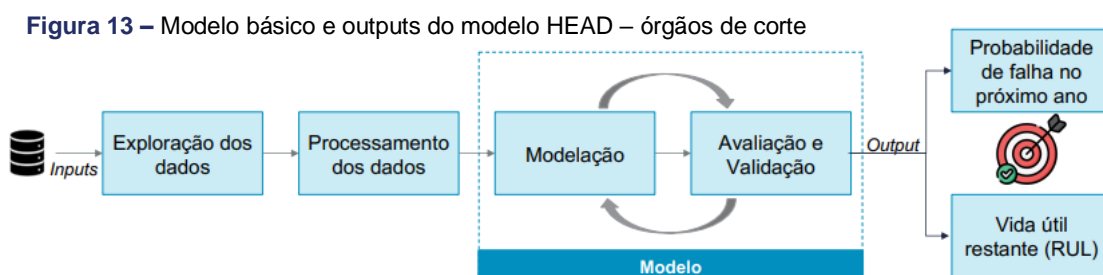 Figura 13 – Modelo básico e outputs do modelo HEAD – órgãos de corte
Inputs
Exploração dos
dados
Processamento
dos dados
Modelação
Avaliação e
Validação
Modelo
Output
Probabilidade
de falha no
próximo ano
Vida útil
restante (RUL)